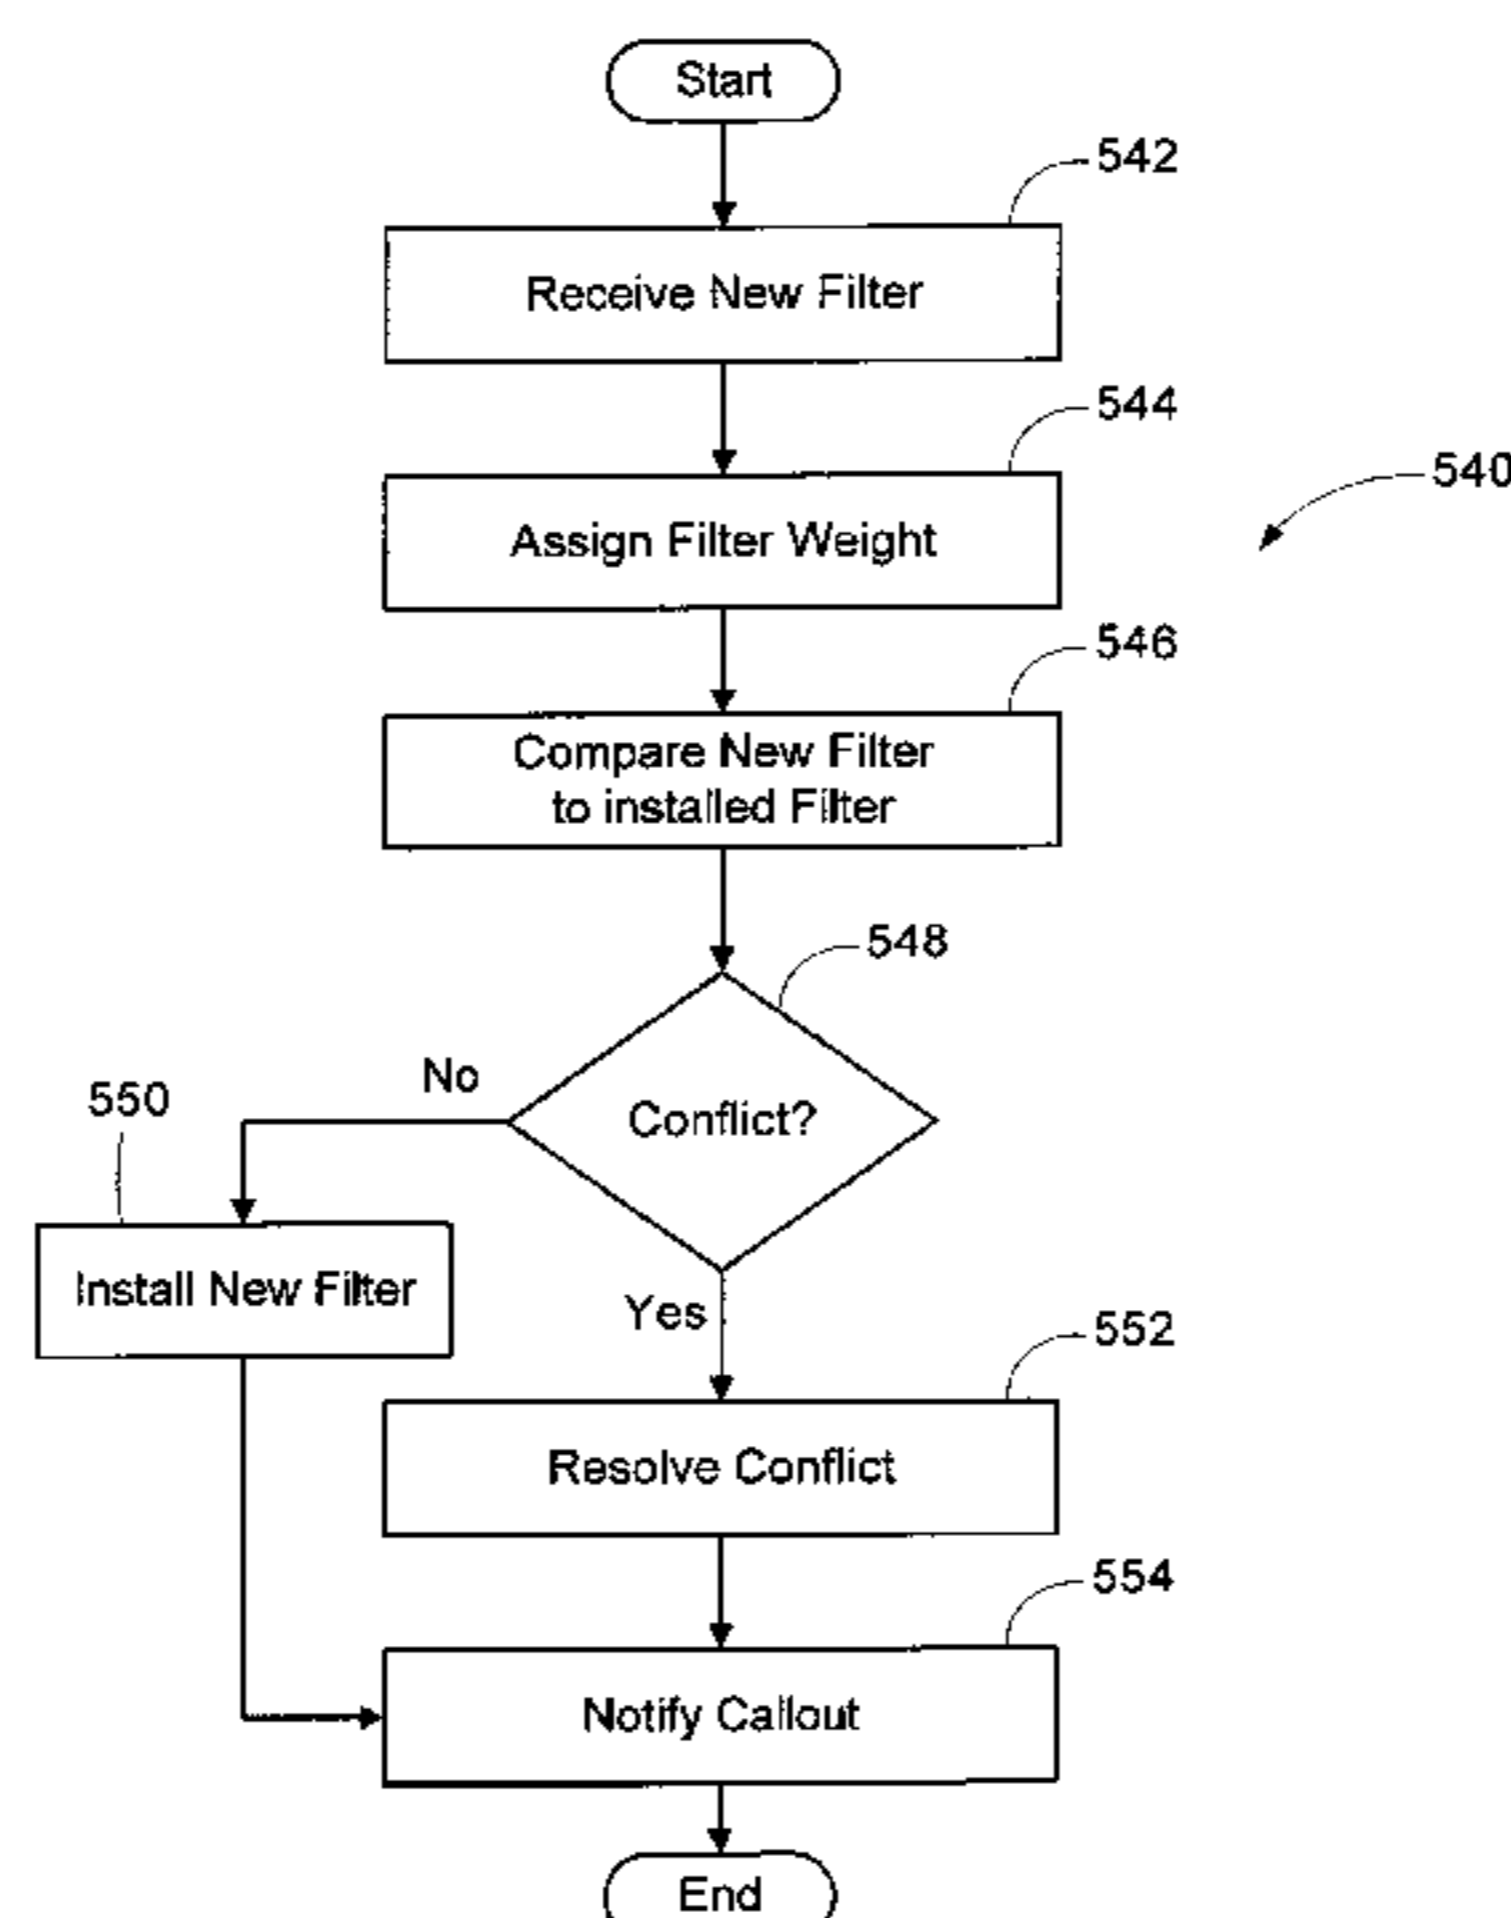 Start
542
Receive New Filter
544
540
Assign Filter Weight
546
Compare New Filter
to installed Filter
548
No
Conflict?
550
Install New Filter
Yes
552
Resolve Conflict
554
Notify Callout
End